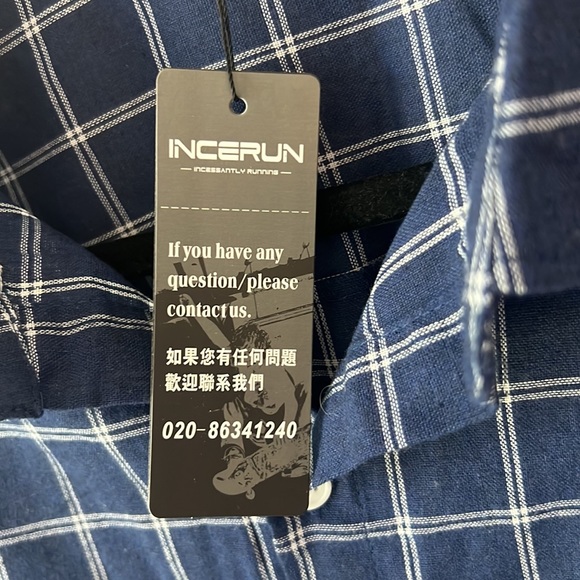 INCERUN
INCESSANTLY RUNNING
If you have any
question/please
contact us.
如果您有任何問題
歡迎聯系我們
020-86341240